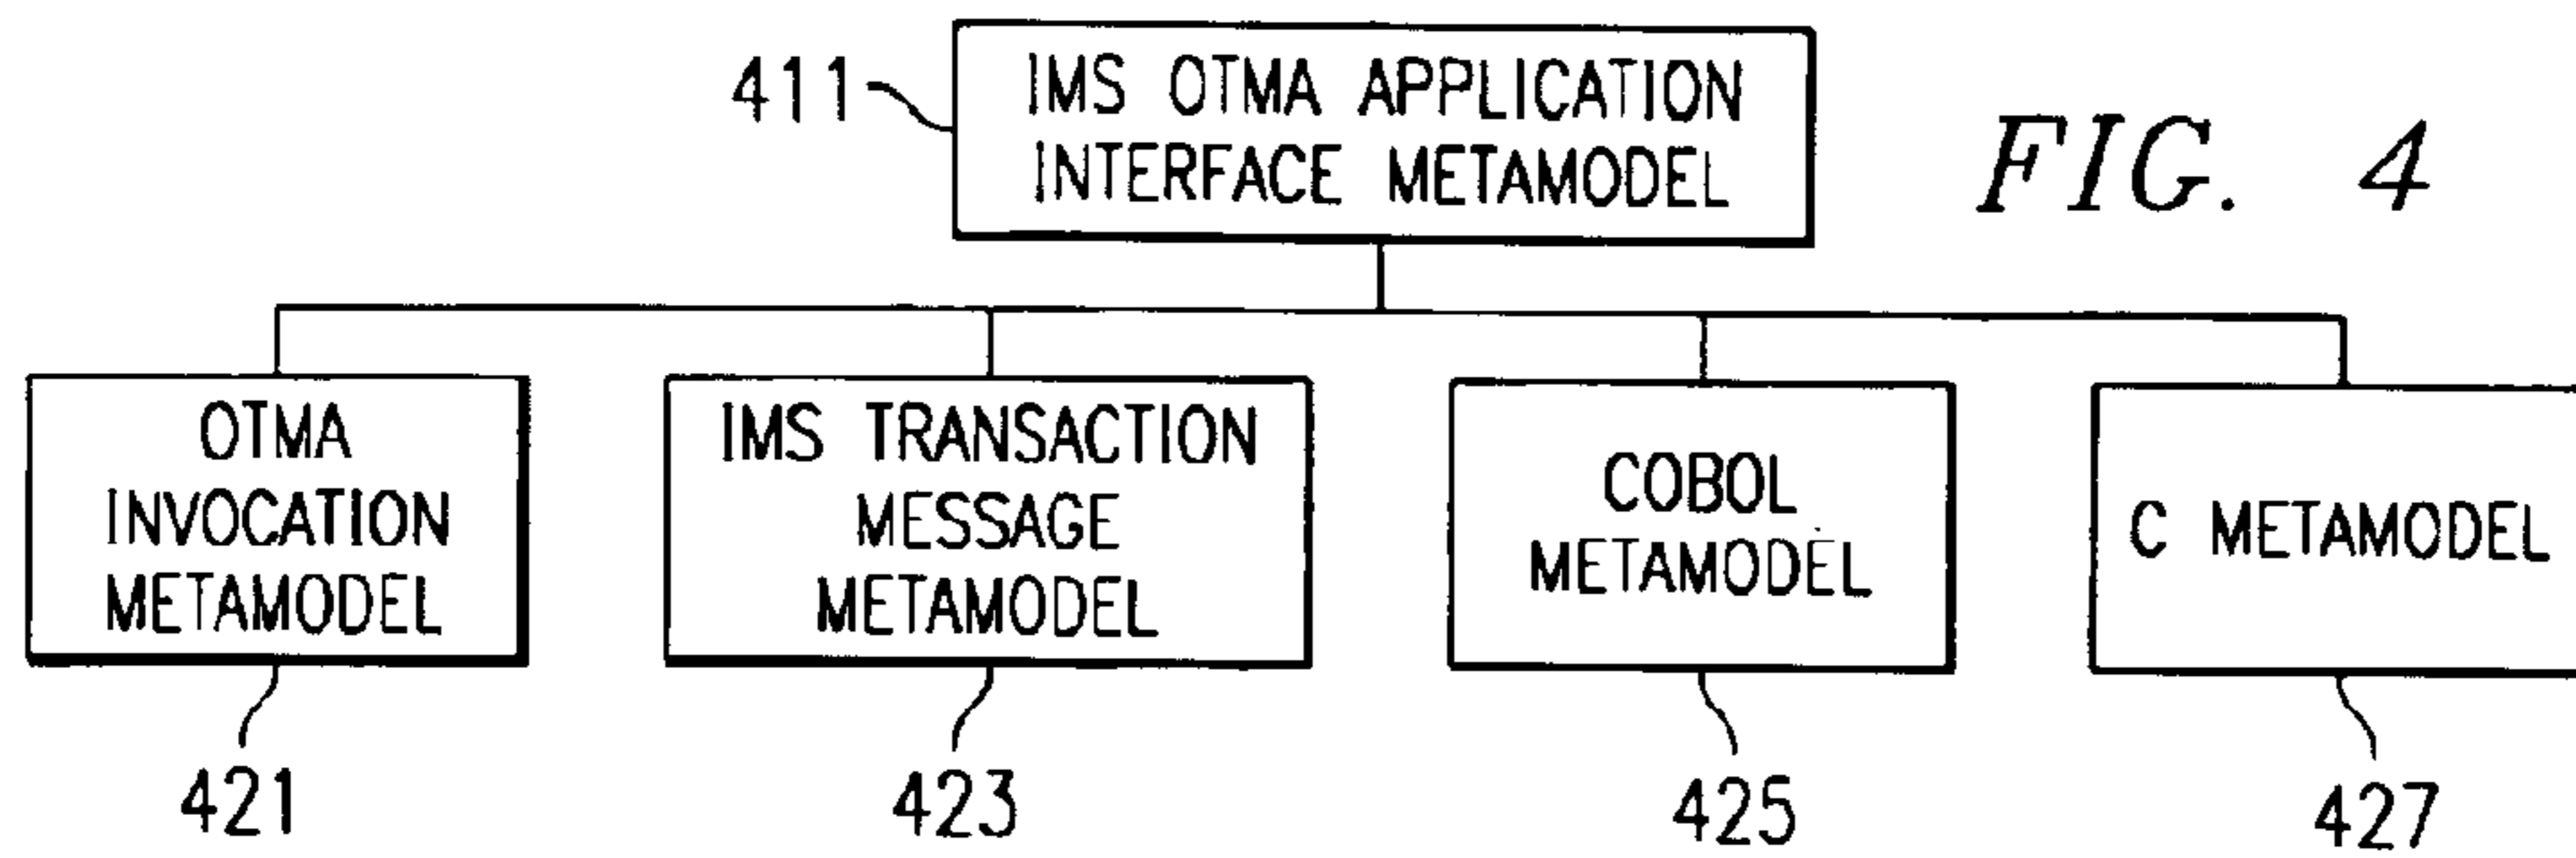 411
IMS OTMA APPLICATION
INTERFACE METAMODEL
FIG. 4
OTMA
INVOCATION
METAMODEL
IMS TRANSACTION
MESSAGE
METAMODEL
COBOL
METAMODEL
C METAMODEL
421
423
425
427